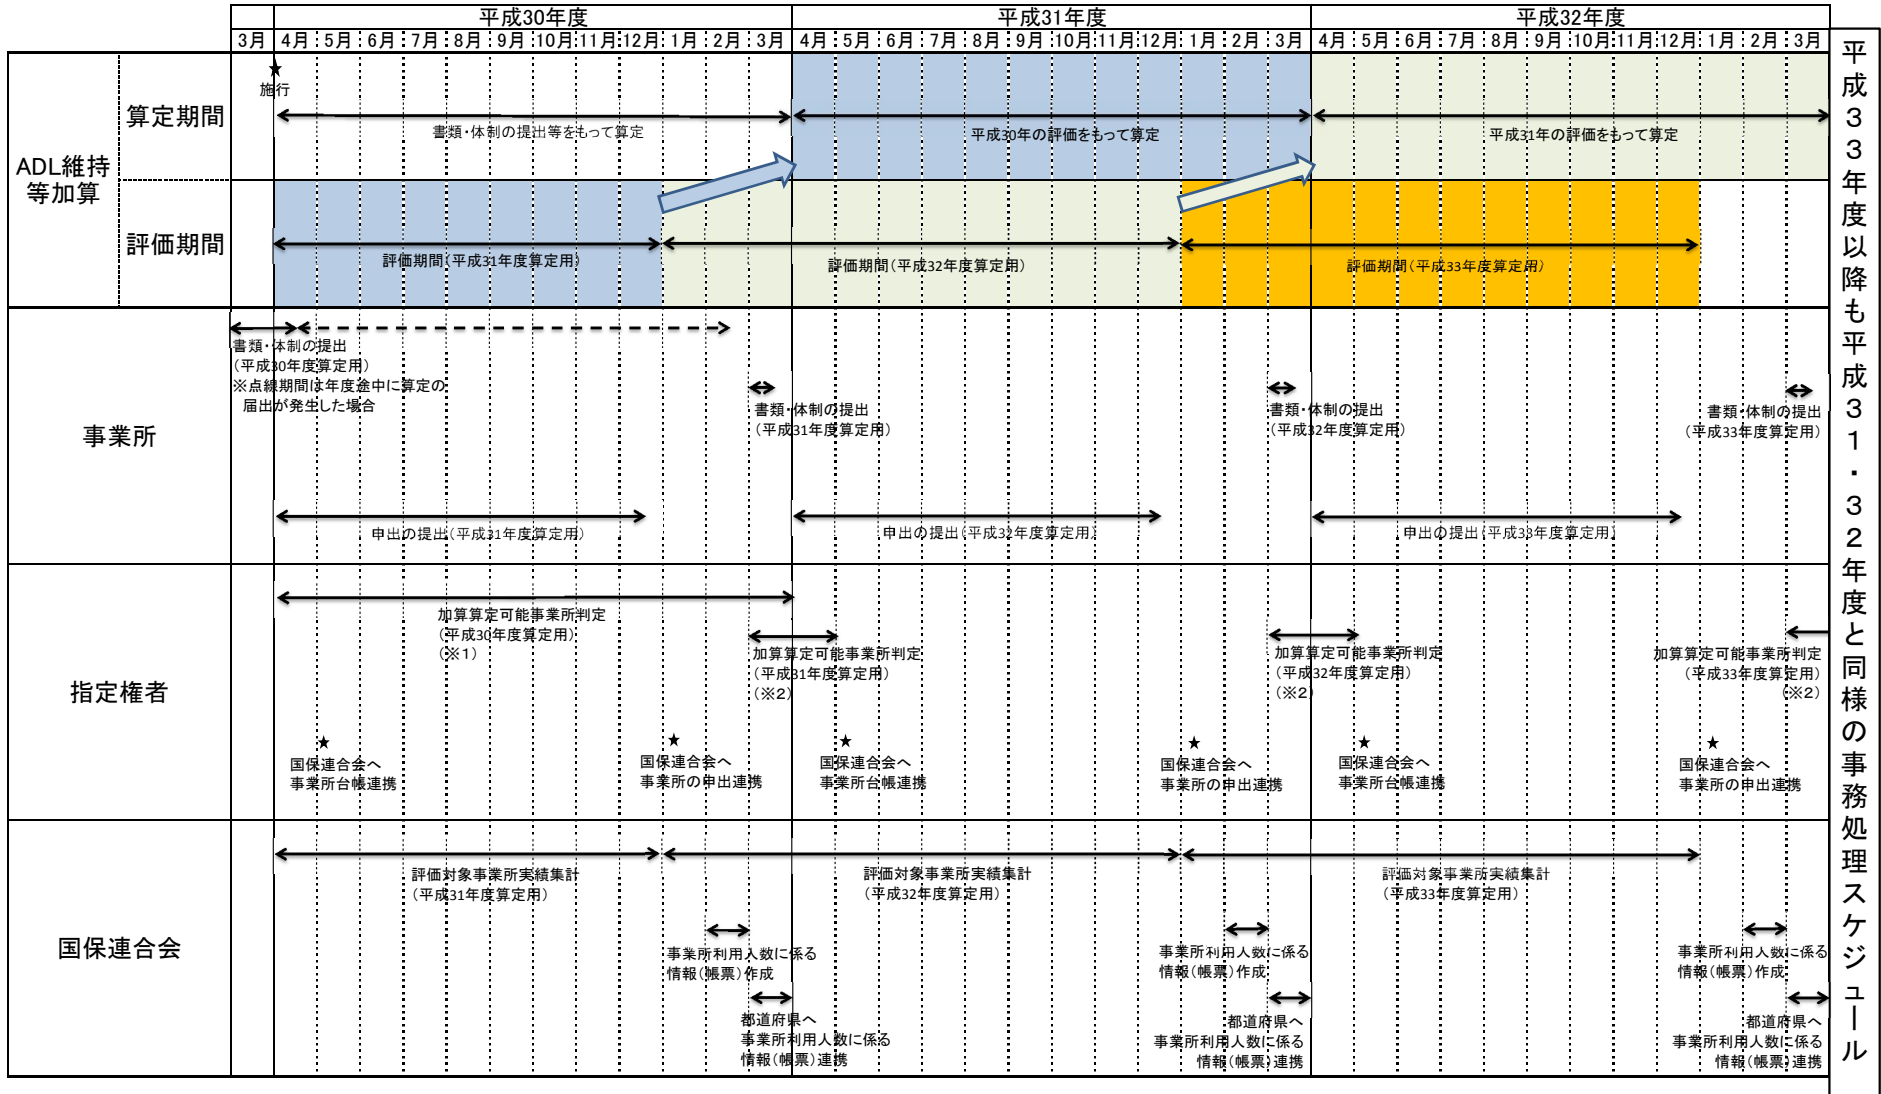 平成30年度
平成31年度
平成32年度
3月 4月 5月 6月 7月 8月 9月 10月 11月 12月 1月 2月 3月 4月 5月 6月 7月 8月 9月 10月 11月 12月 1月 2月 3月 4月 5月 6月 7月 8月 9月 10月 11月 12月 1月 2月 3月
ADL維持
等加算
算定期間
★
施行
書類・体制の提出等をもって算定
平成30年の評価をもって算定
平成31年の評価をもって算定
評価期間
評価期間(平成31年度算定用)
評価期間(平成32年度算定用)
評価期間(平成33年度算定用)
事業所
書類・体制の提出
(平成30年度算定用)
※点線期間は年度途中に算定の
届出が発生した場合
書類・体制の提出
(平成31年度算定用)
書類・体制の提出
(平成32年度算定用)
書類・体制の提出
(平成33年度算定用)
申出の提出(平成31年度算定用)
申出の提出(平成32年度算定用)
申出の提出(平成33年度算定用)
指定権者
加算算定可能事業所判定
(平成30年度算定用)
(※1)
加算算定可能事業所判定
(平成31年度算定用)
(※2)
加算算定可能事業所判定
(平成32年度算定用)
(※2)
加算算定可能事業所判定
(平成33年度算定用)
(※2)
★
国保連合会へ
事業所台帳連携
★
国保連合会へ
事業所の申出連携
★
国保連合会へ
事業所台帳連携
★
国保連合会へ
事業所の申出連携
★
国保連合会へ
事業所台帳連携
★
国保連合会へ
事業所の申出連携
国保連合会
評価対象事業所実績集計
(平成31年度算定用)
評価対象事業所実績集計
(平成32年度算定用)
評価対象事業所実績集計
(平成33年度算定用)
事業所利用人数に係る
情報(帳票)作成
事業所利用人数に係る
情報(帳票)作成
事業所利用人数に係る
情報(帳票)作成
都道府県へ
事業所利用人数に係る
情報(帳票)連携
都道府県へ
事業所利用人数に係る
情報(帳票)連携
都道府県へ
事業所利用人数に係る
情報(帳票)連携
平成33年度以降も平成31・32年度と同様の事務処理スケジュール